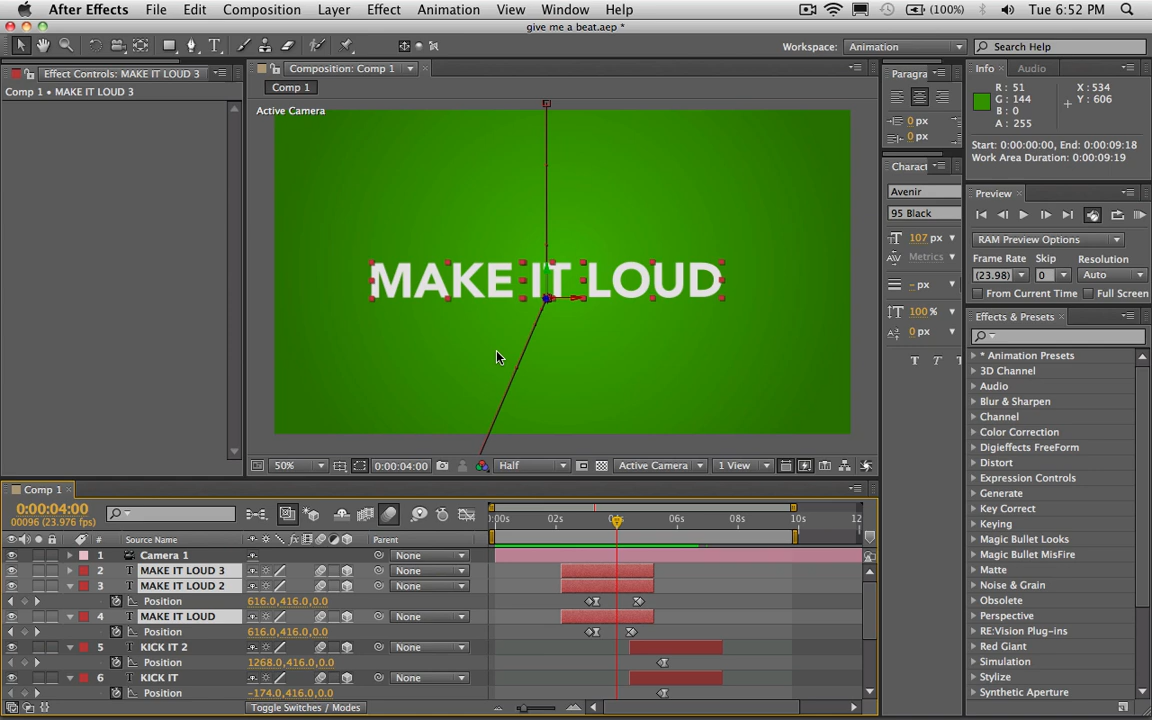 After Effects File Edit Composition Layer Effect Animation View Window Help (100%) Tue 6:52 PM
give me a beat.aep *
Workspace: Animation Search Help
Effect Controls: MAKE IT LOUD 3
Comp 1 • MAKE IT LOUD 3
Composition: Comp 1
Comp 1
Active Camera
MAKE IT LOUD
50% 0:00:04:00 Half Active Camera 1 View
Paragra
0 px
0 px
Charact
Avenir
95 Black
107 px
Metrics
- px
100 %
0 px
T T
Info Audio
R : 51 X : 534
G : 144 Y : 606
B : 0
A : 255
Start: 0:00:00:00, End: 0:00:09:18
Work Area Duration: 0:00:09:19
Preview
RAM Preview Options
Frame Rate Skip Resolution
(23.98) 0 Auto
From Current Time Full Screen
Effects & Presets
* Animation Presets
3D Channel
Audio
Blur & Sharpen
Channel
Color Correction
Digieffects FreeForm
Distort
Expression Controls
Generate
Key Correct
Keying
Magic Bullet Looks
Magic Bullet MisFire
Matte
Noise & Grain
Obsolete
Perspective
RE:Vision Plug-ins
Red Giant
Simulation
Stylize
Synthetic Aperture
Comp 1
0:00:04:00
00096 (23.976 fps)
:00s 02s 04s 06s 08s 10s 12
# Source Name Parent
1 Camera 1 None
2 MAKE IT LOUD 3 None
3 MAKE IT LOUD 2 None
Position 616.0,416.0,0.0
4 MAKE IT LOUD None
Position 616.0,416.0,0.0
5 KICK IT 2 None
Position 1268.0,416.0,0.0
6 KICK IT None
Position -174.0,416.0,0.0
Toggle Switches / Modes